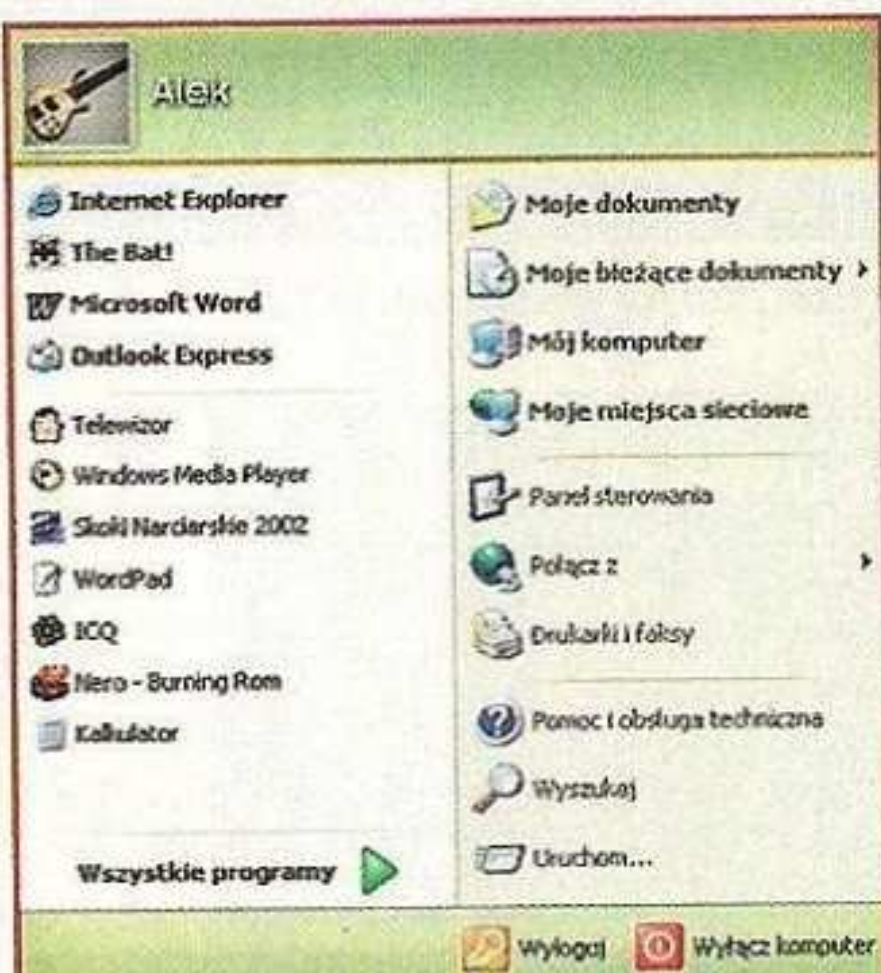 Alek
Internet Explorer
The Bat!
Microsoft Word
Outlook Express
Telewizor
Windows Media Player
Skoki Narciarskie 2002
WordPad
ICQ
Nero - Burning Rom
Kalkulator
Wszystkie programy
Moje dokumenty
Moje bieżące dokumenty
Mój komputer
Moje miejsca sieciowe
Panel sterowania
Połącz z
Drukarki i faksy
Pomoc i obsługa techniczna
Wyszukaj
Uruchom...
Wyloguj
Wyłącz komputer